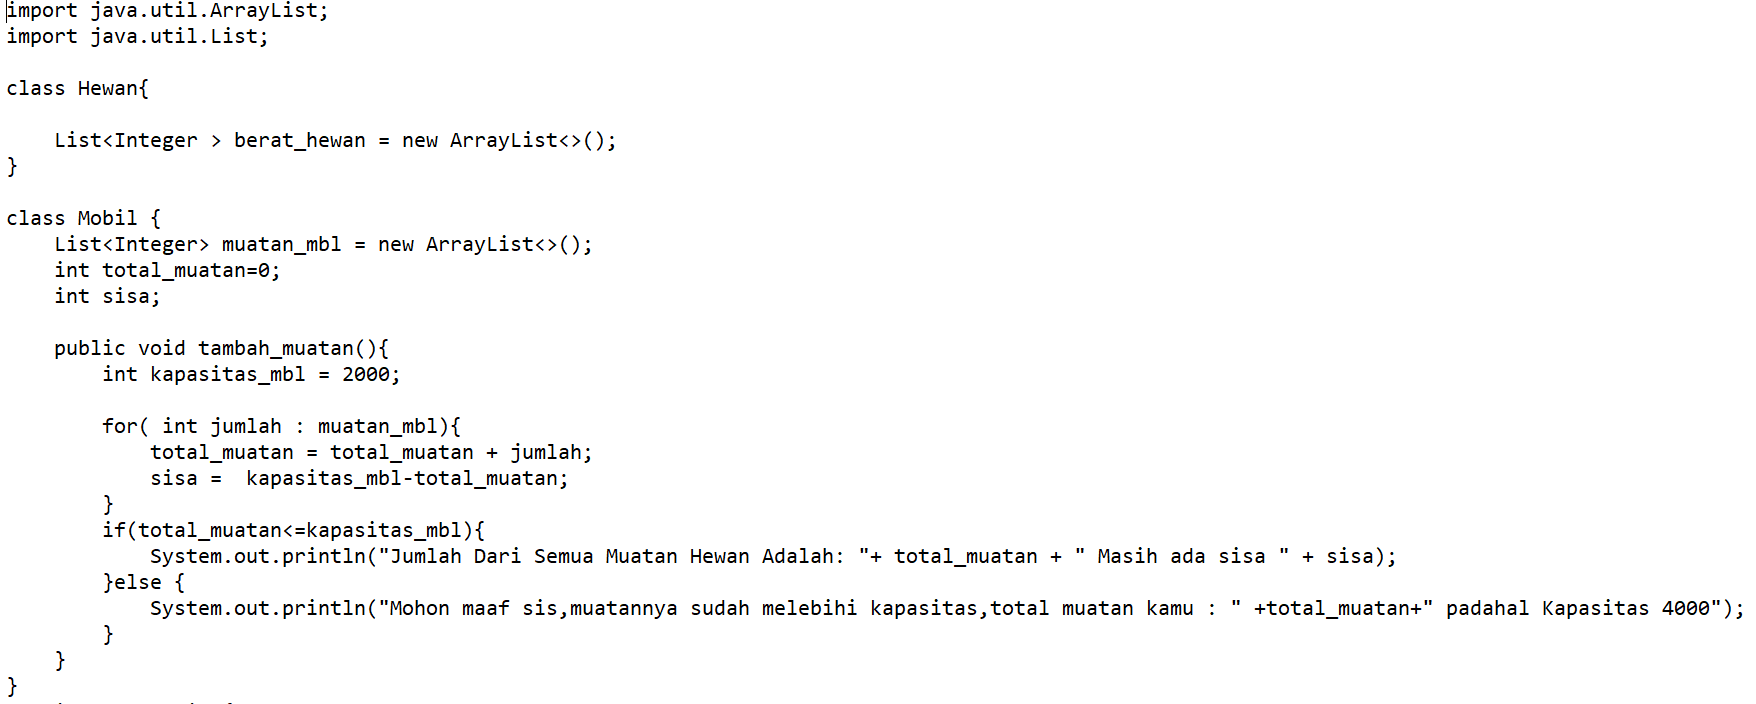 import java.util.ArrayList;
import java.util.List;
class Hewan{
    List<Integer > berat_hewan = new ArrayList<>();
}
class Mobil {
    List<Integer> muatan_mbl = new ArrayList<>();
    int total_muatan=0;
    int sisa;
    public void tambah_muatan(){
        int kapasitas_mbl = 2000;
        for( int jumlah : muatan_mbl){
            total_muatan = total_muatan + jumlah;
            sisa =  kapasitas_mbl-total_muatan;
        }
        if(total_muatan<=kapasitas_mbl){
            System.out.println("Jumlah Dari Semua Muatan Hewan Adalah: "+ total_muatan + " Masih ada sisa " + sisa);
        }else {
            System.out.println("Mohon maaf sis,muatannya sudah melebihi kapasitas,total muatan kamu : " +total_muatan+" padahal Kapasitas 4000");
        }
    }
}